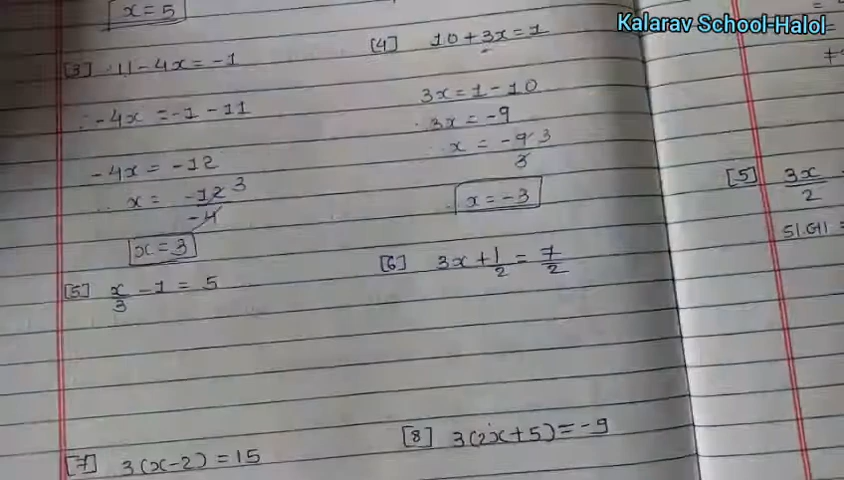 Kalarav School-Halol
x = 5
[3] 11 - 4x = -1
∴ -4x = -1 - 11
-4x = -12
∴ x = -12 3 / -4
x = 3
[4] 10 + 3x = 1
3x = 1 - 10
∴ 3x = -9
∴ x = -9 3 / 3
x = -3
[5] x/3 - 1 = 5
[6] 3x + 1/2 = 7/2
[7] 3(x-2) = 15
[8] 3(2x+5) = -9
[5] 3x/2